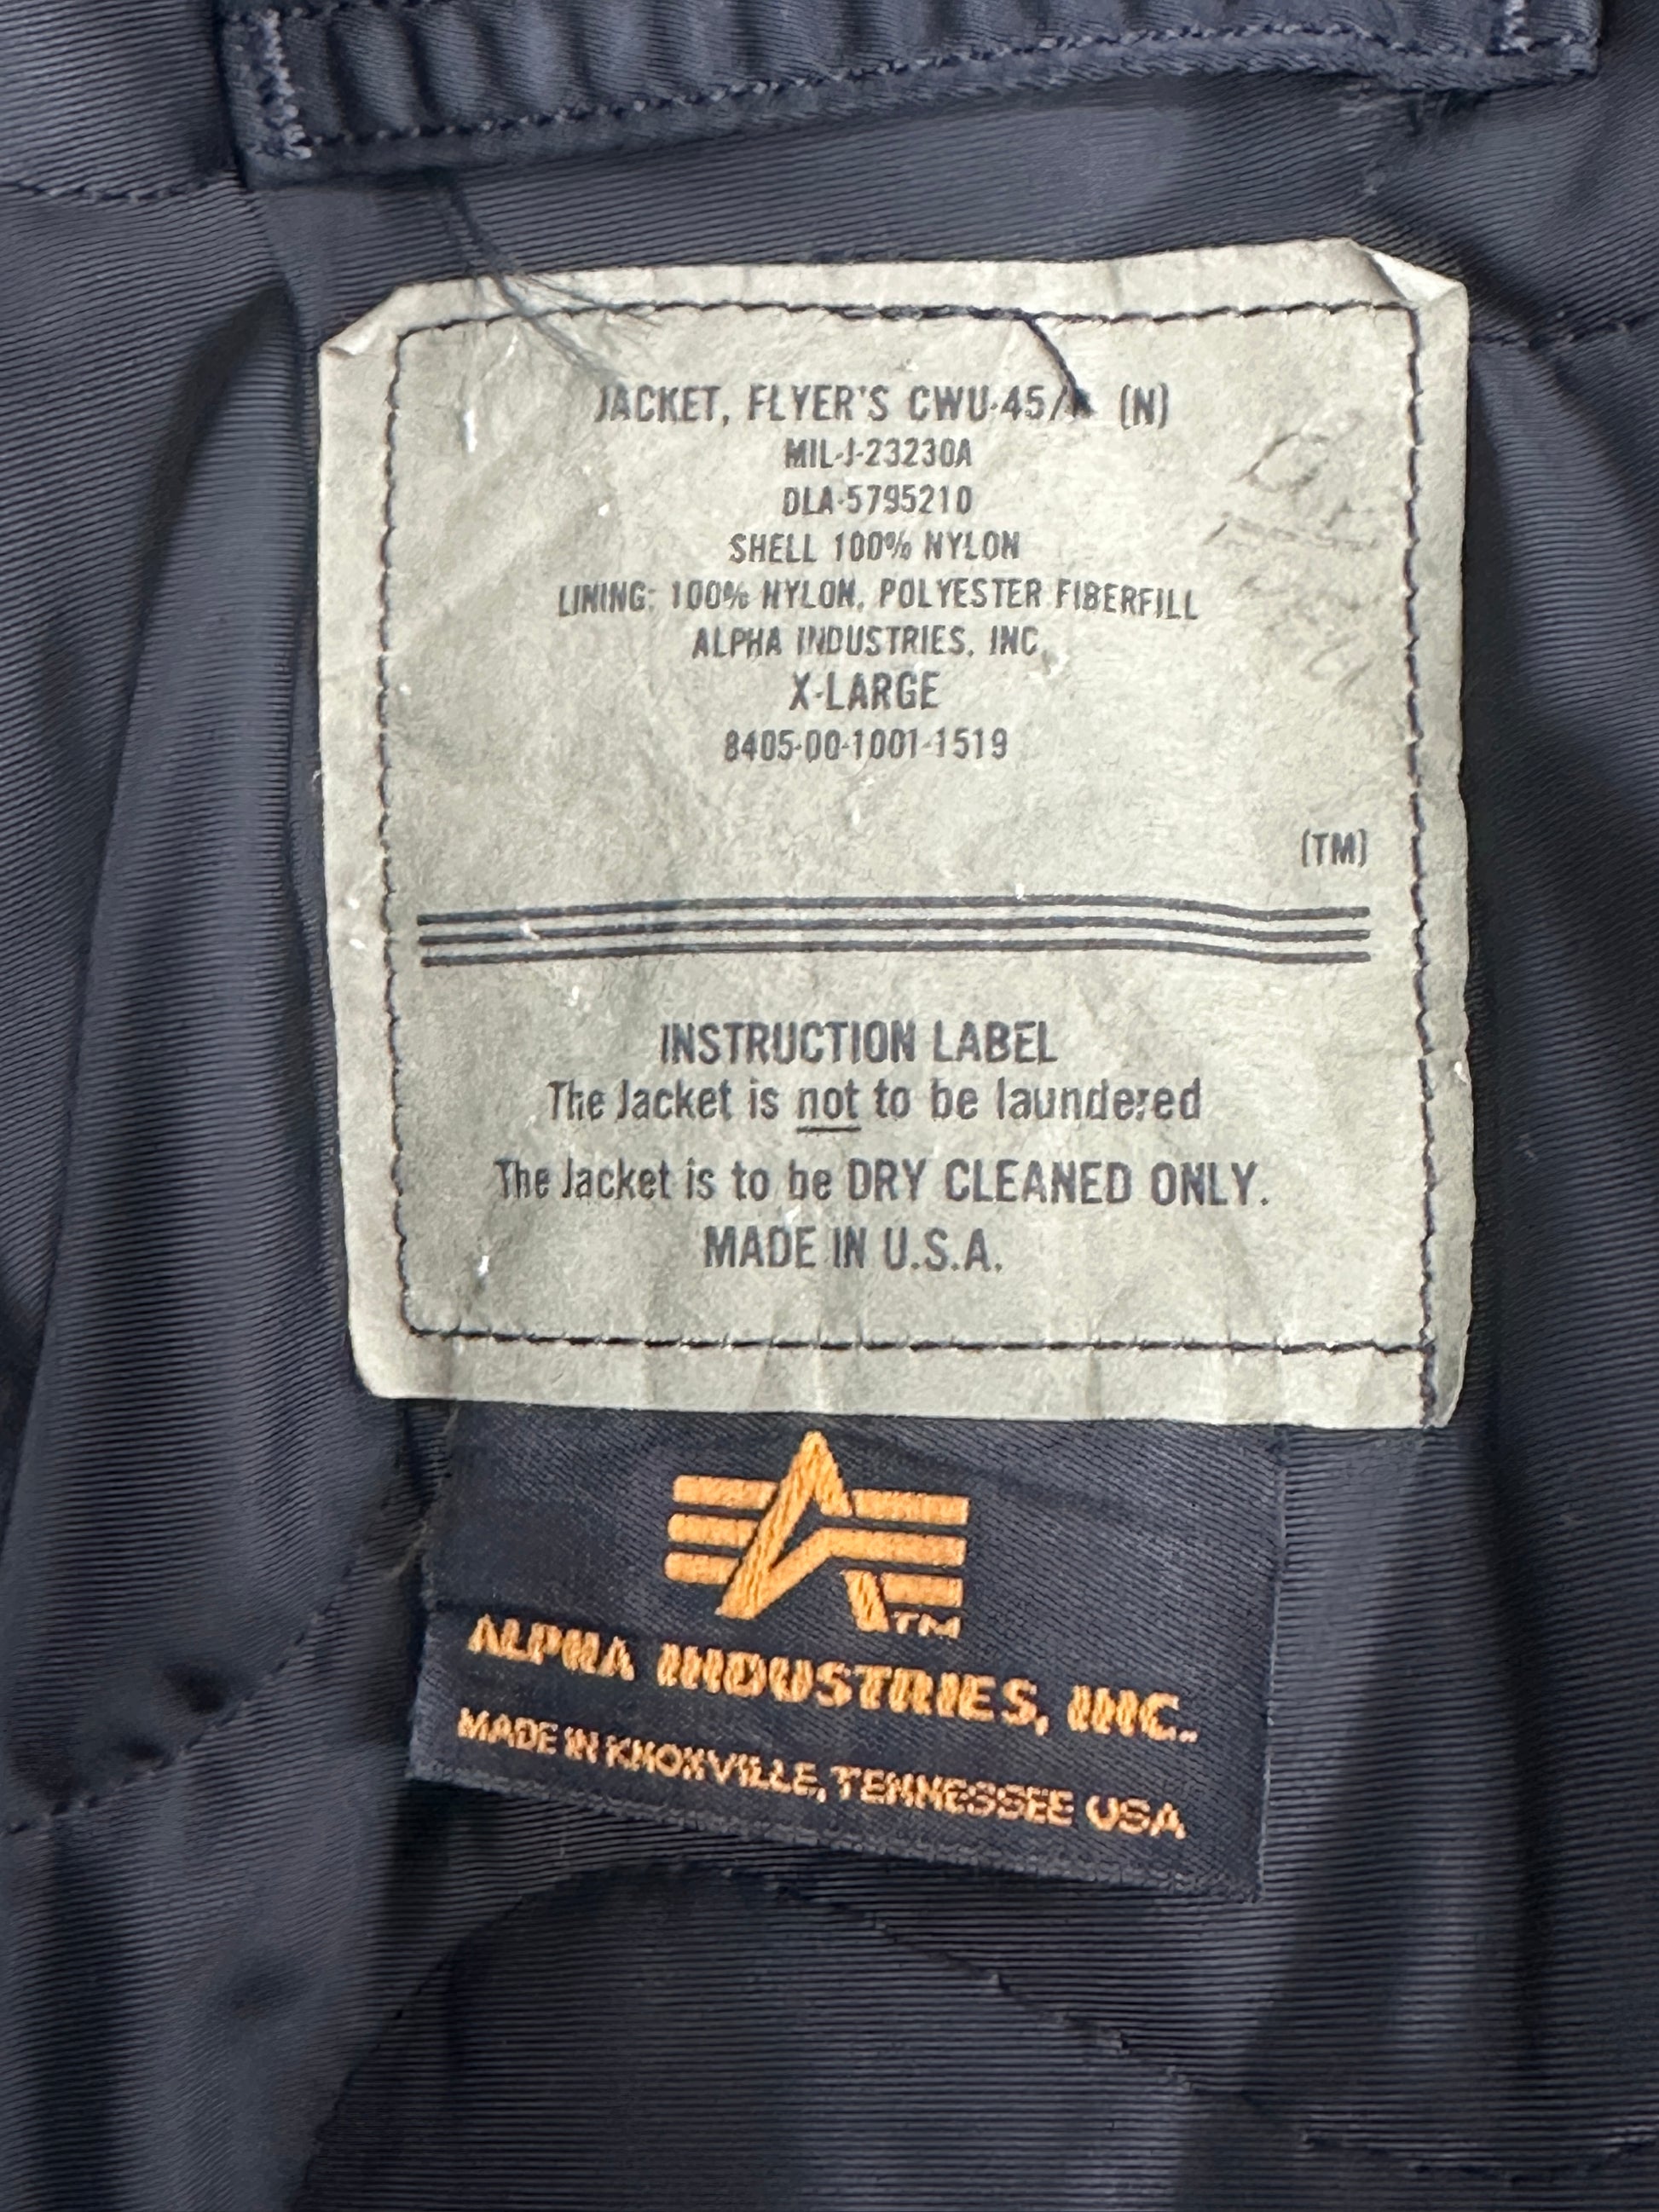 JACKET, FLYER'S CWU-45/ (N)
MIL-J-23230A
DLA-5795210
SHELL 100% NYLON
LINING: 100% NYLON, POLYESTER FIBERFILL
ALPHA INDUSTRIES, INC.
X-LARGE
8405-00-1001-1519
(TM)
INSTRUCTION LABEL
The Jacket is not to be laundered
The Jacket is to be DRY CLEANED ONLY.
MADE IN U.S.A.
TM
ALPHA INDUSTRIES, INC.
MADE IN KNOXVILLE, TENNESSEE USA